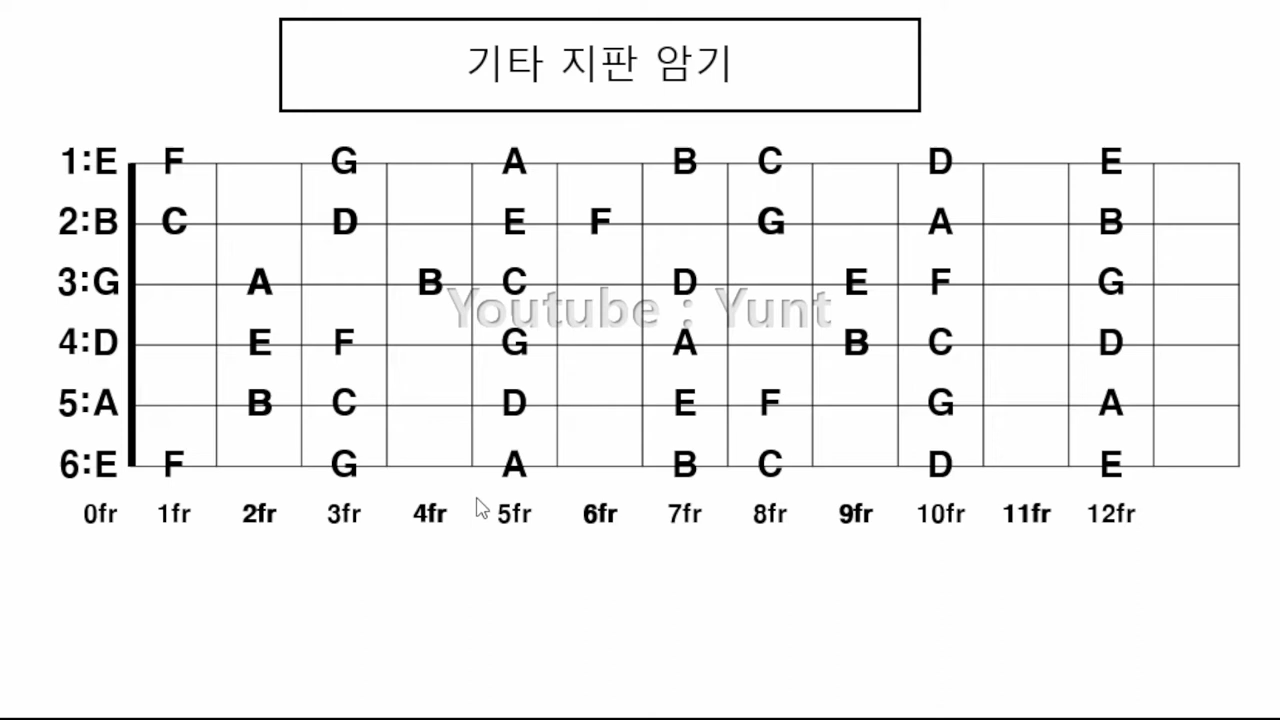 기타 지판 암기
1:E F G A B C D E
2:B C D E F G A B
3:G A B C D E F G
Youtube : Yunt
4:D E F G A B C D
5:A B C D E F G A
6:E F G A B C D E
0fr 1fr 2fr 3fr 4fr 5fr 6fr 7fr 8fr 9fr 10fr 11fr 12fr